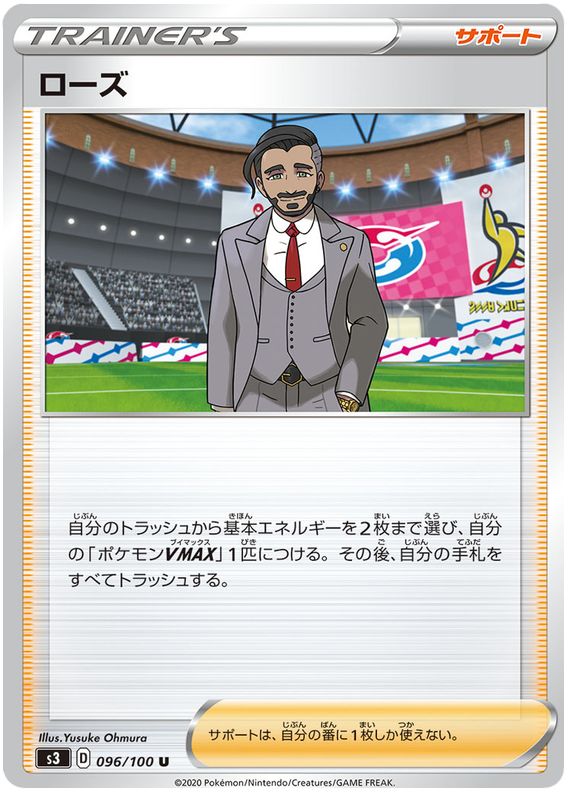 TRAINER'S
サポート
ローズ
自分のトラッシュから基本エネルギーを2枚まで選び、自分
の「ポケモンVMAX」1匹につける。その後、自分の手札を
すべてトラッシュする。
Illus.Yusuke Ohmura
サポートは、自分の番に1枚しか使えない。
s3 D 096/100 U
©2020 Pokémon/Nintendo/Creatures/GAME FREAK.